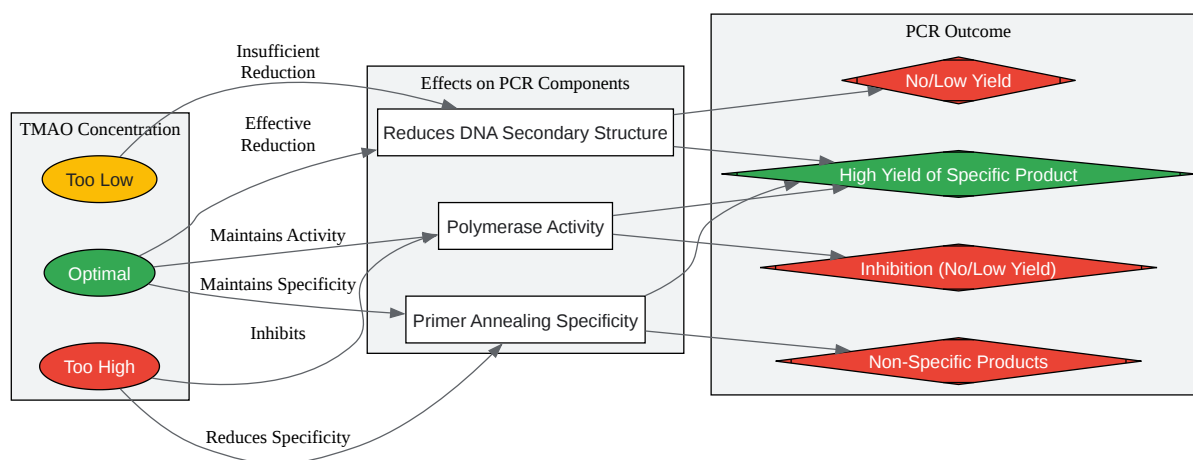 TMAO Concentration
Too Low
Optimal
Too High
Insufficient
Reduction
Effective
Reduction
Maintains Activity
Maintains Specificity
Inhibits
Reduces Specificity
Effects on PCR Components
Reduces DNA Secondary Structure
Polymerase Activity
Primer Annealing Specificity
PCR Outcome
No/Low Yield
High Yield of Specific Product
Inhibition (No/Low Yield)
Non-Specific Products